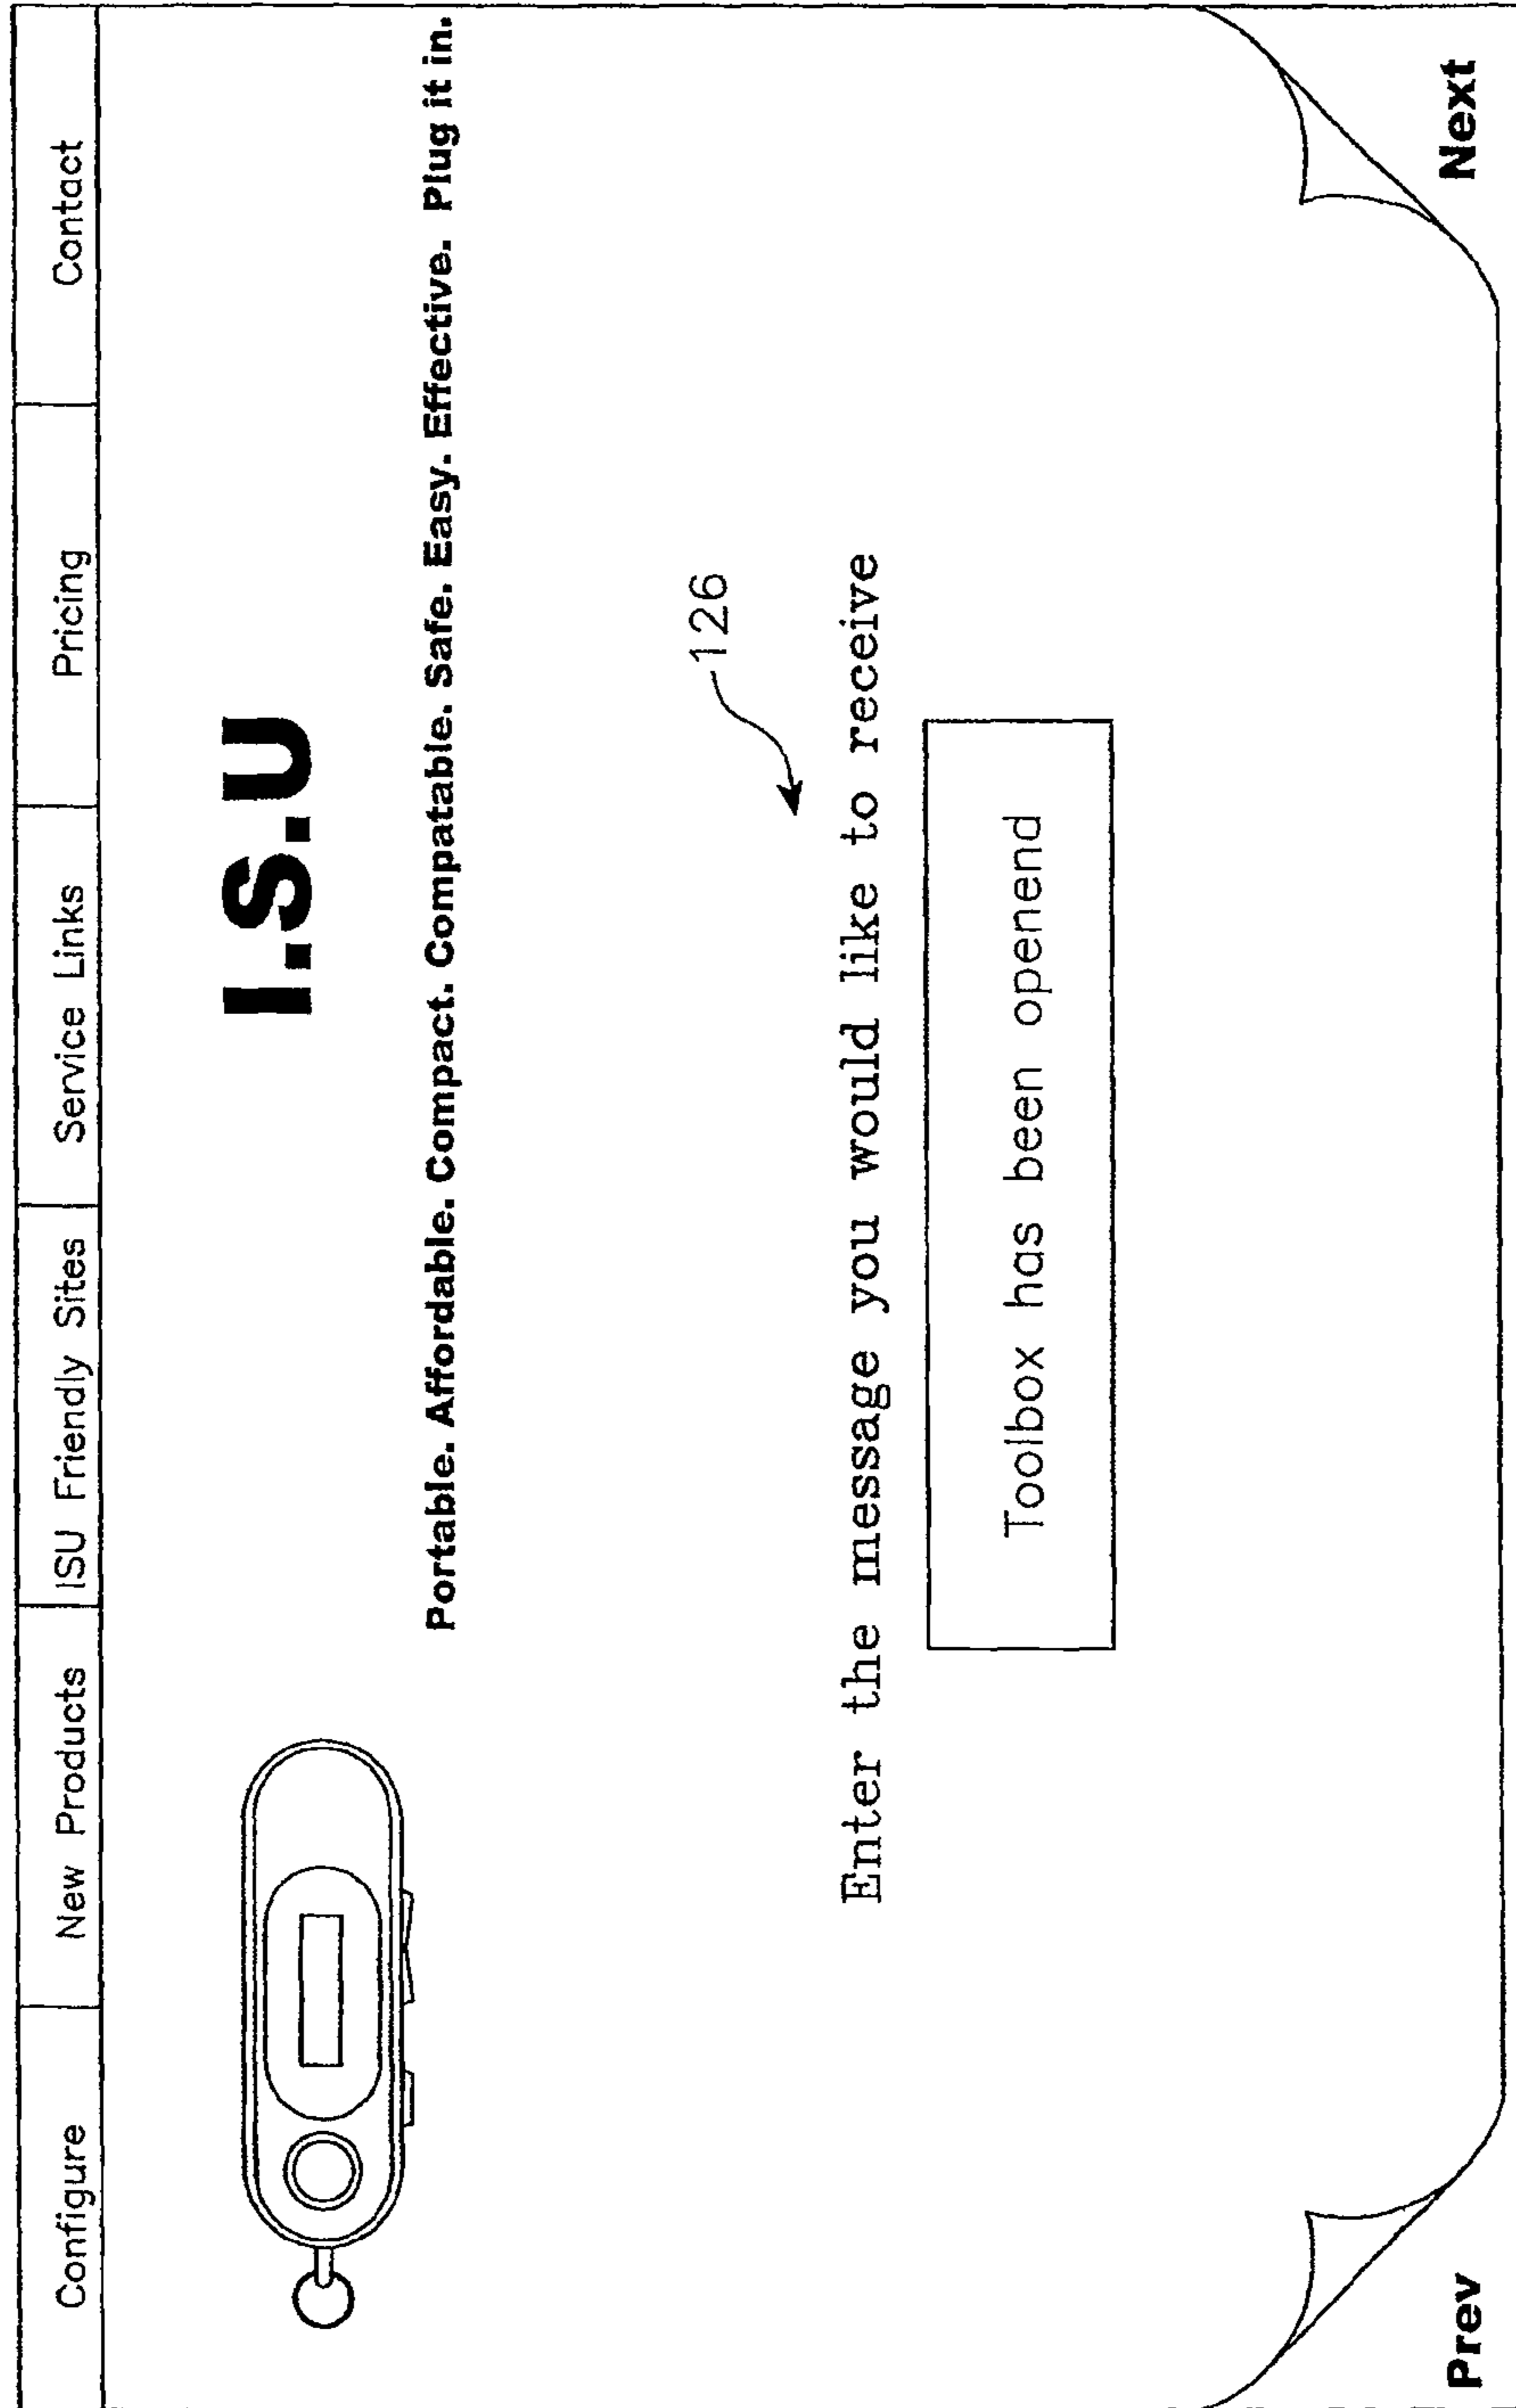 Configure New Products ISU Friendly Sites Service Links Pricing Contact
I.S.U
Portable. Affordable. Compact. Compatable. Safe. Easy. Effective. Plug it in.
126
Enter the message you would like to receive
Toolbox has been openend
Prev Next